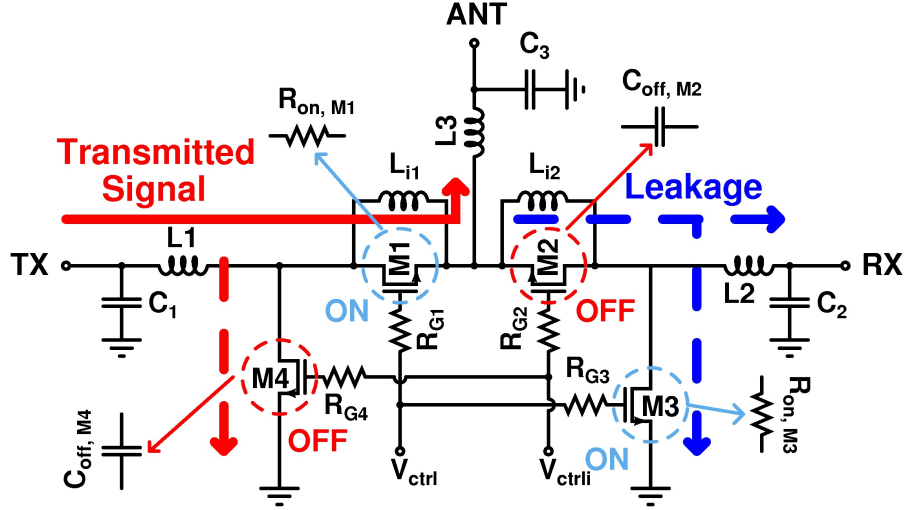 ANT
C3
Ron, M1
Coff, M2
L3
Transmitted
Signal
Li1
Li2
Leakage
TX
L1
M1
M2
RX
C1
ON
RG1
RG2
OFF
L2
C2
M4
RG4
RG3
M3
Ron, M3
Coff, M4
OFF
Vctrl
Vctrli
ON